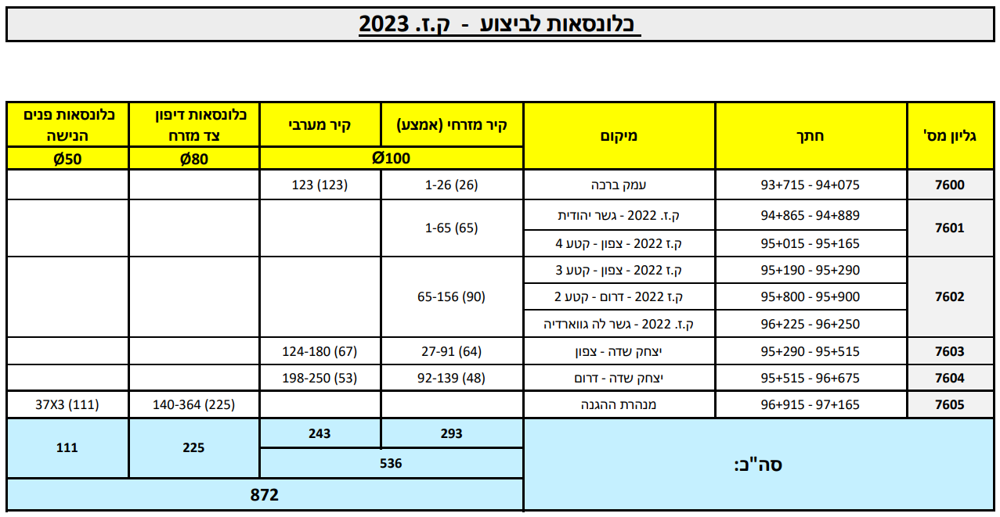 כלונסאות לביצוע - ק.ז. 2023
גליון מס' חתך מיקום קיר מזרחי (אמצע) קיר מערבי כלונסאות דיפון צד מזרח כלונסאות פנים הנישה
Ø100 Ø80 Ø50
7600 93+715 - 94+075 עמק ברכה 1-26 (26) 123 (123)
7601 94+865 - 94+889 ק.ז. 2022 - גשר יהודית 1-65 (65)
95+015 - 95+165 ק.ז 2022 - צפון - קטע 4
7602 95+190 - 95+290 ק.ז 2022 - צפון - קטע 3 65-156 (90)
95+800 - 95+900 ק.ז 2022 - דרום - קטע 2
96+225 - 96+250 ק.ז. 2022 - גשר לה גווארדיה
7603 95+290 - 95+515 יצחק שדה - צפון 27-91 (64) 124-180 (67)
7604 95+515 - 96+675 יצחק שדה - דרום 92-139 (48) 198-250 (53)
7605 96+915 - 97+165 מנהרת ההגנה 140-364 (225) 37X3 (111)
סה"כ: 293 243 225 111
536
872